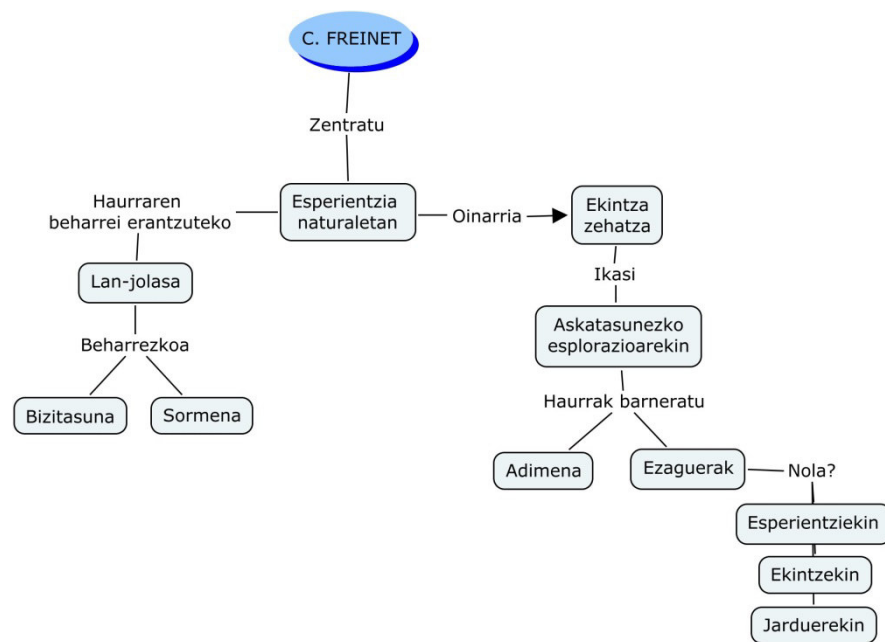 C. FREINET
Zentratu
Esperientzia
naturaletan
Haurraren
beharrei erantzuteko
Lan-jolasa
Beharrezkoa
Bizitasuna
Sormena
Oinarria
Ekintza
zehatza
Ikasi
Askatasunezko
esplorazioarekin
Haurrak barneratu
Adimena
Ezaguerak
Nola?
Esperientziekin
Ekintzekin
Jarduerekin